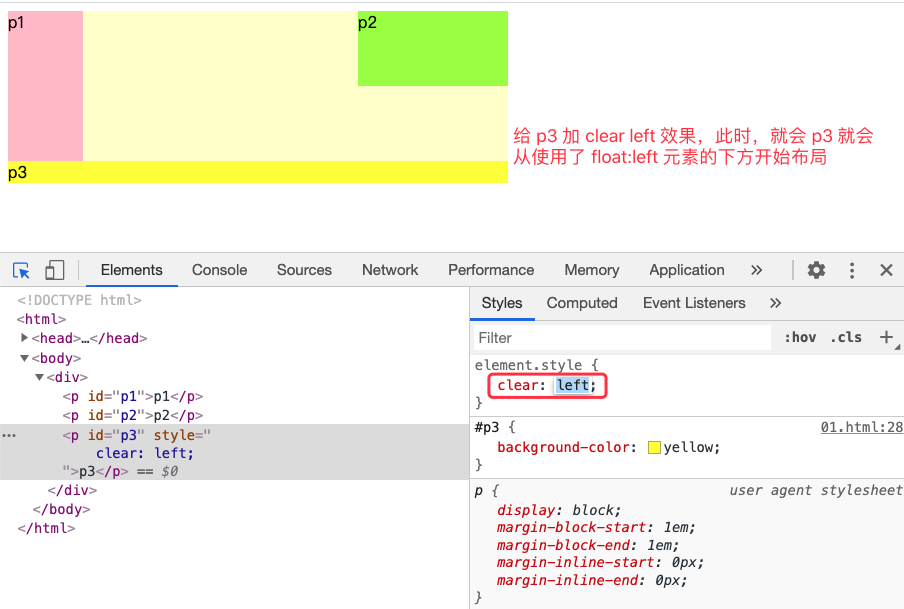 p1
p2
给 p3 加 clear left 效果，此时，就会 p3 就会
从使用了 float:left 元素的下方开始布局
p3
Elements Console Sources Network Performance Memory Application »
<!DOCTYPE html>
<html>
<head>…</head>
<body>
<div>
<p id="p1">p1</p>
<p id="p2">p2</p>
<p id="p3" style="
clear: left;
">p3</p> == $0
</div>
</body>
</html>
Styles Computed Event Listeners »
Filter :hov .cls +
element.style {
clear: left;
}
#p3 { 01.html:28
background-color: yellow;
}
p { user agent stylesheet
display: block;
margin-block-start: 1em;
margin-block-end: 1em;
margin-inline-start: 0px;
margin-inline-end: 0px;
}